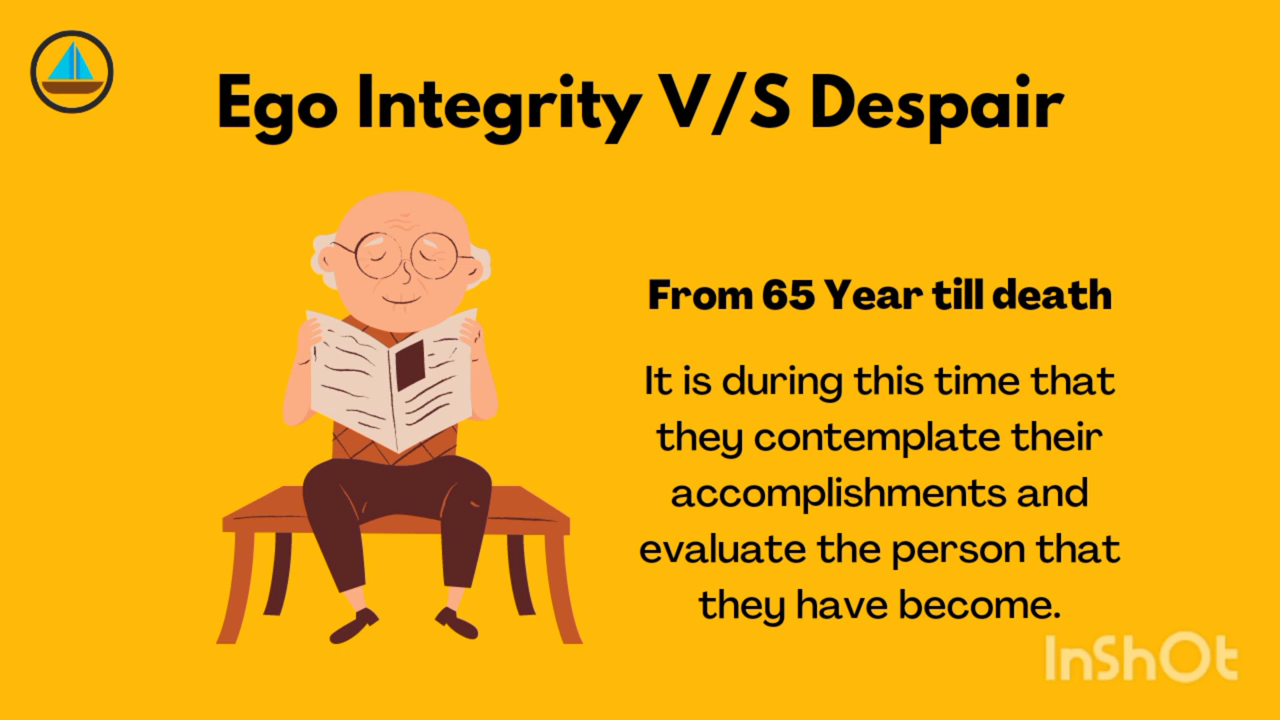 Ego Integrity V/S Despair
From 65 Year till death
It is during this time that
they contemplate their
accomplishments and
evaluate the person that
they have become.
InShOt